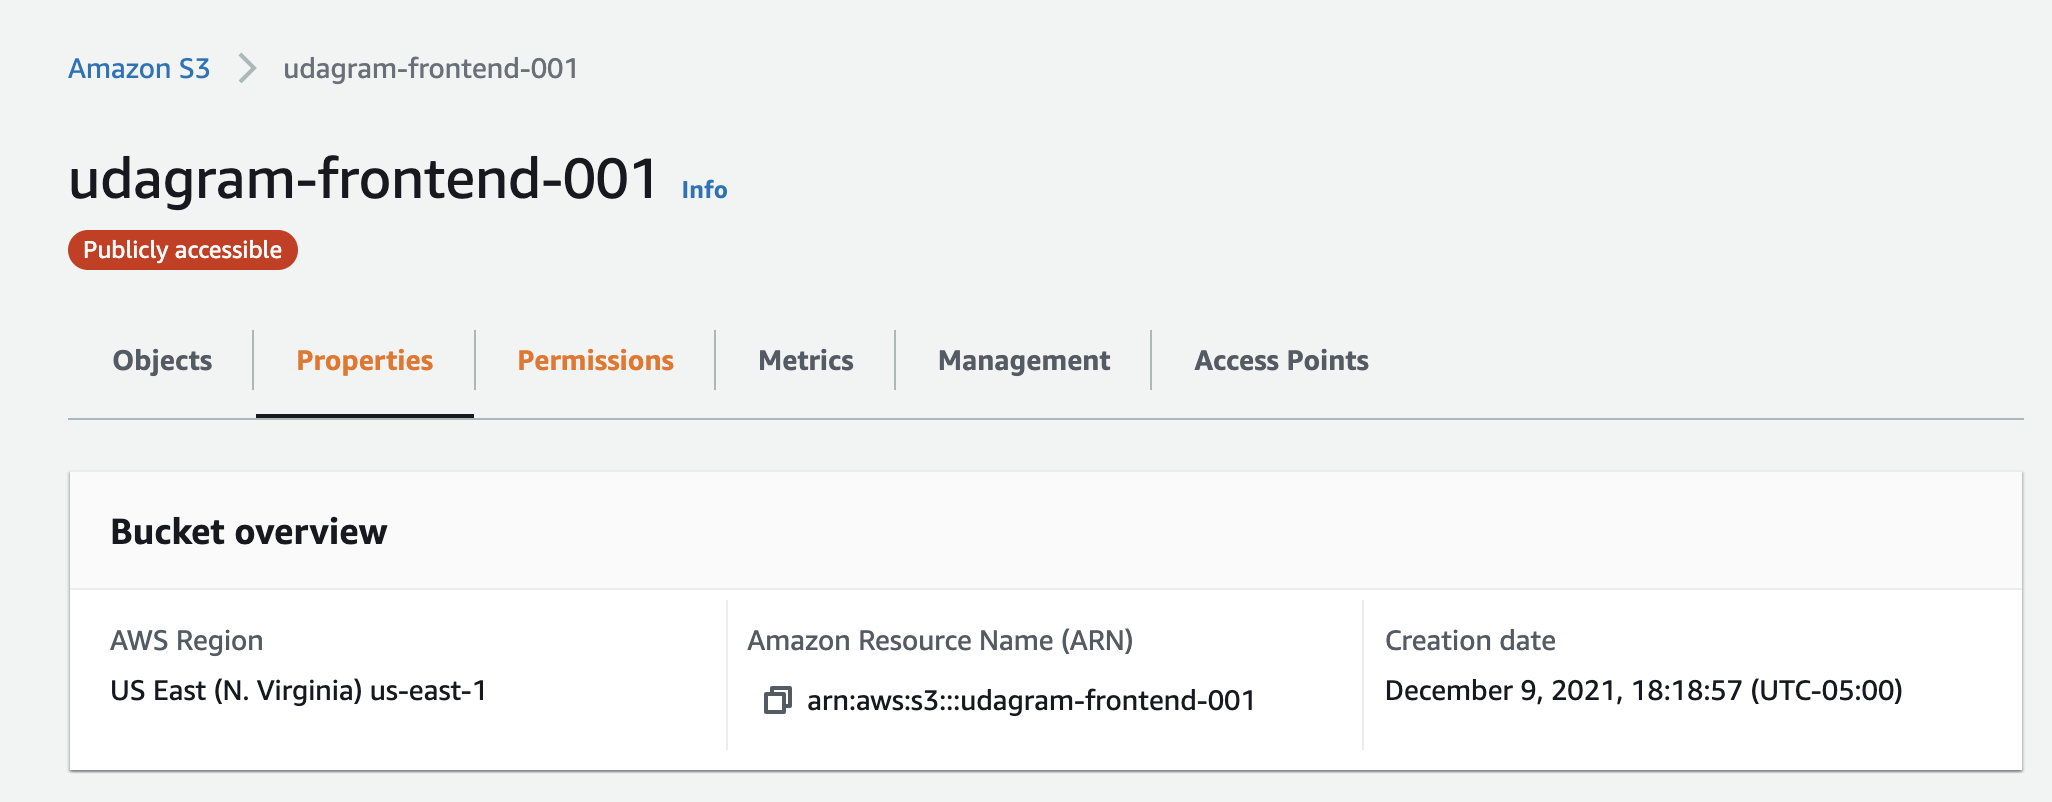 Amazon S3 udagram-frontend-001
udagram-frontend-001 Info
Publicly accessible
Objects Properties Permissions Metrics Management Access Points
Bucket overview
AWS Region
US East (N. Virginia) us-east-1
Amazon Resource Name (ARN)
arn:aws:s3:::udagram-frontend-001
Creation date
December 9, 2021, 18:18:57 (UTC-05:00)